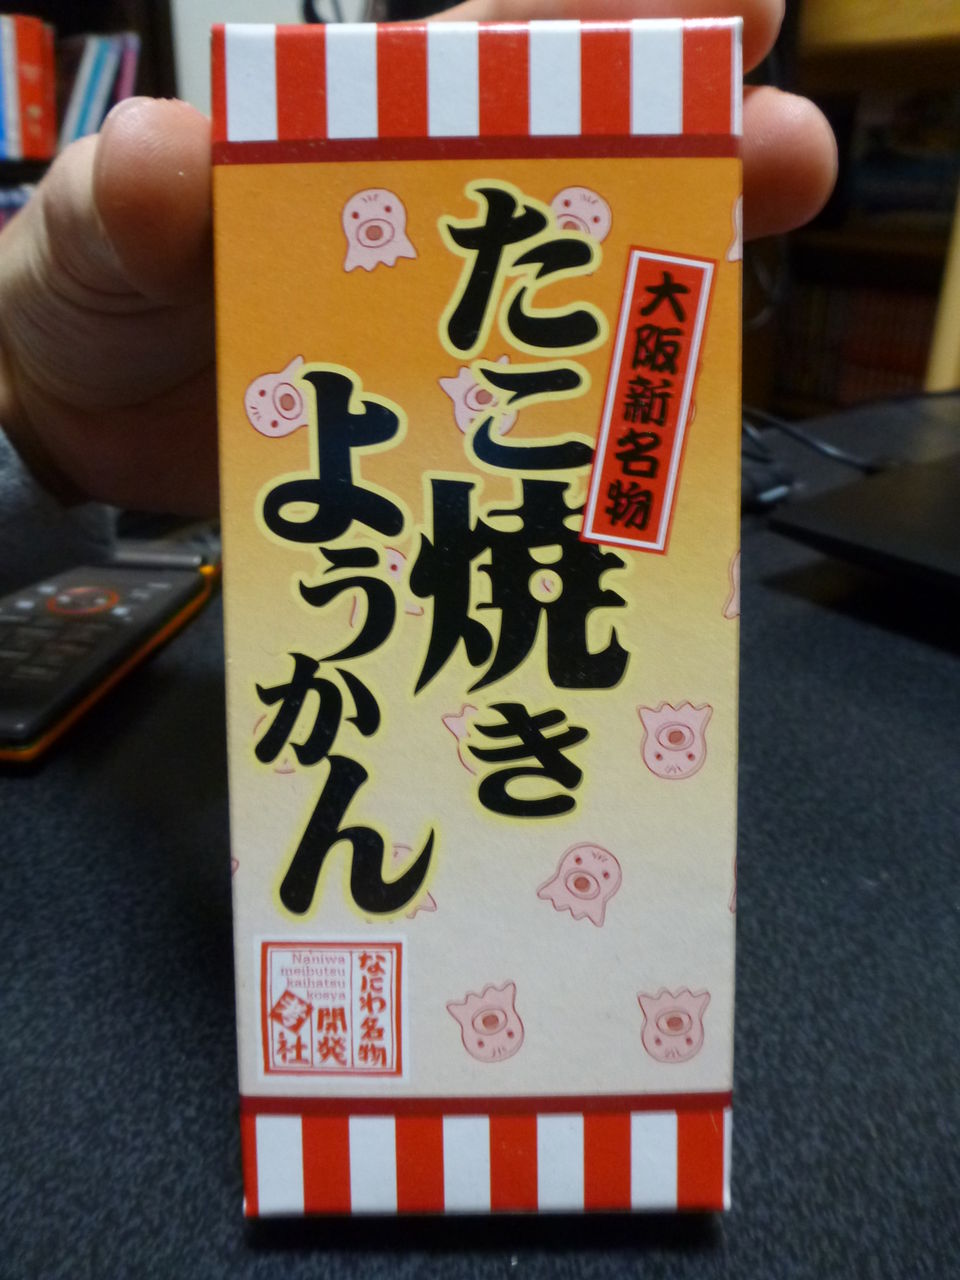 大阪新名物
たこ焼き
ようかん
なにわ名物
開発
社
Naniwa
meibutsu
kaihatsu
kosya